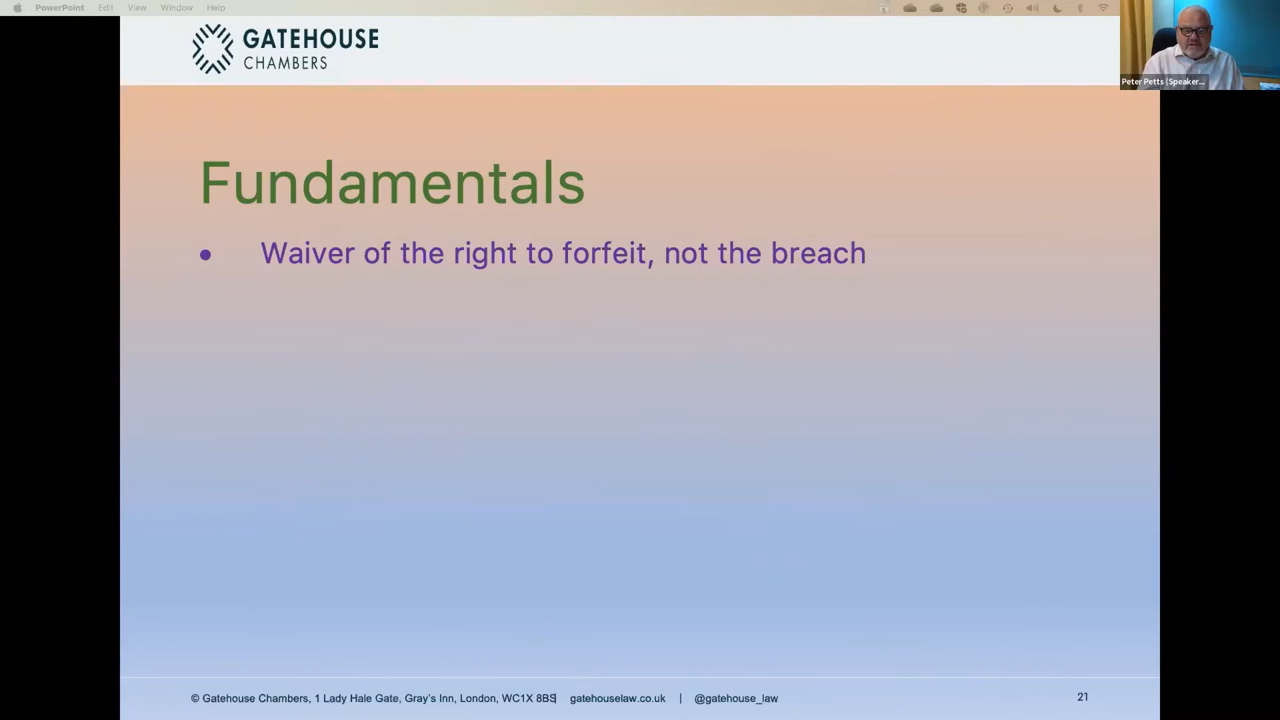 PowerPoint Edit View Window Help
GATEHOUSE
CHAMBERS
Peter Petts (Speaker...
Fundamentals
• Waiver of the right to forfeit, not the breach
© Gatehouse Chambers, 1 Lady Hale Gate, Gray's Inn, London, WC1X 8BS| gatehouselaw.co.uk | @gatehouse_law
21